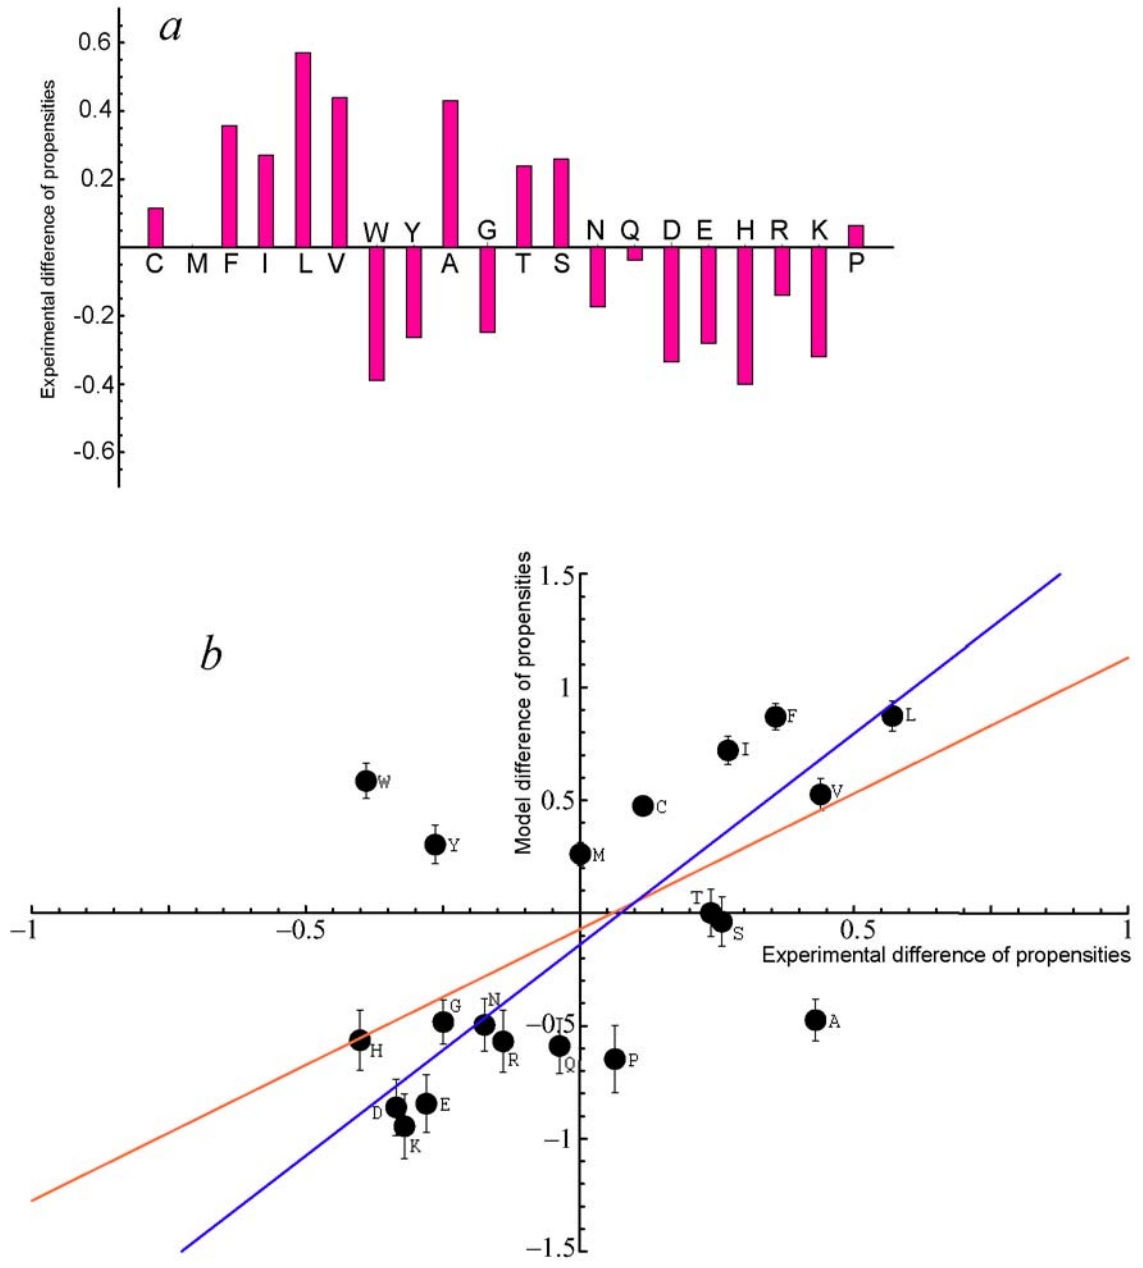 a
Experimental difference of propensities
0.6
0.4
0.2
-0.2
-0.4
-0.6
W Y G N Q D E H R K
C M F I L V A T S P
b
Model difference of propensities
1.5
1
0.5
−0.5
−1
−1.5
−1
−0.5
0.5
1
Experimental difference of propensities
F
L
I
W
V
C
Y
M
T
S
G
N
A
H
R
Q
P
D
E
K